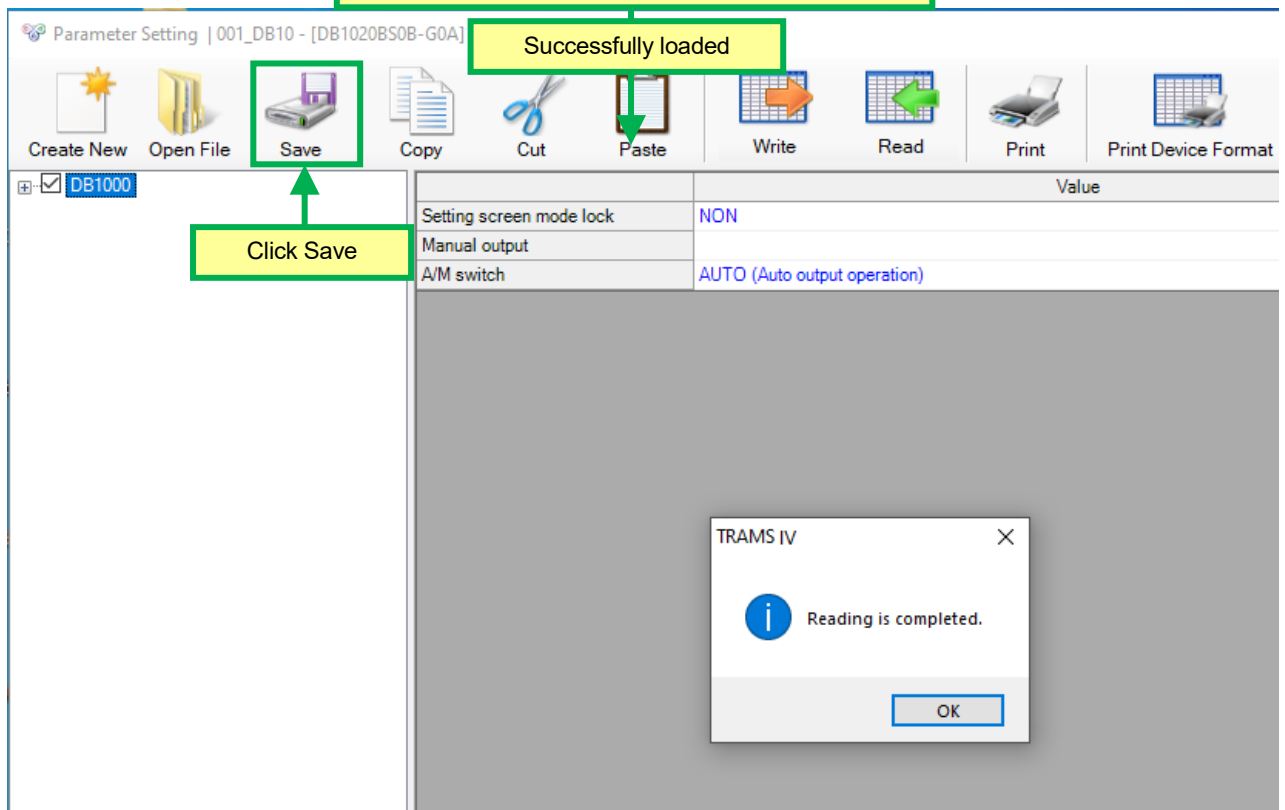 Parameter Setting | 001_DB10 - [DB1020BS0B-G0A]
Successfully loaded
Create New Open File Save Copy Cut Paste Write Read Print Print Device Format
DB1000
Value
Setting screen mode lock NON
Click Save
Manual output
A/M switch AUTO (Auto output operation)
TRAMS IV
Reading is completed.
OK